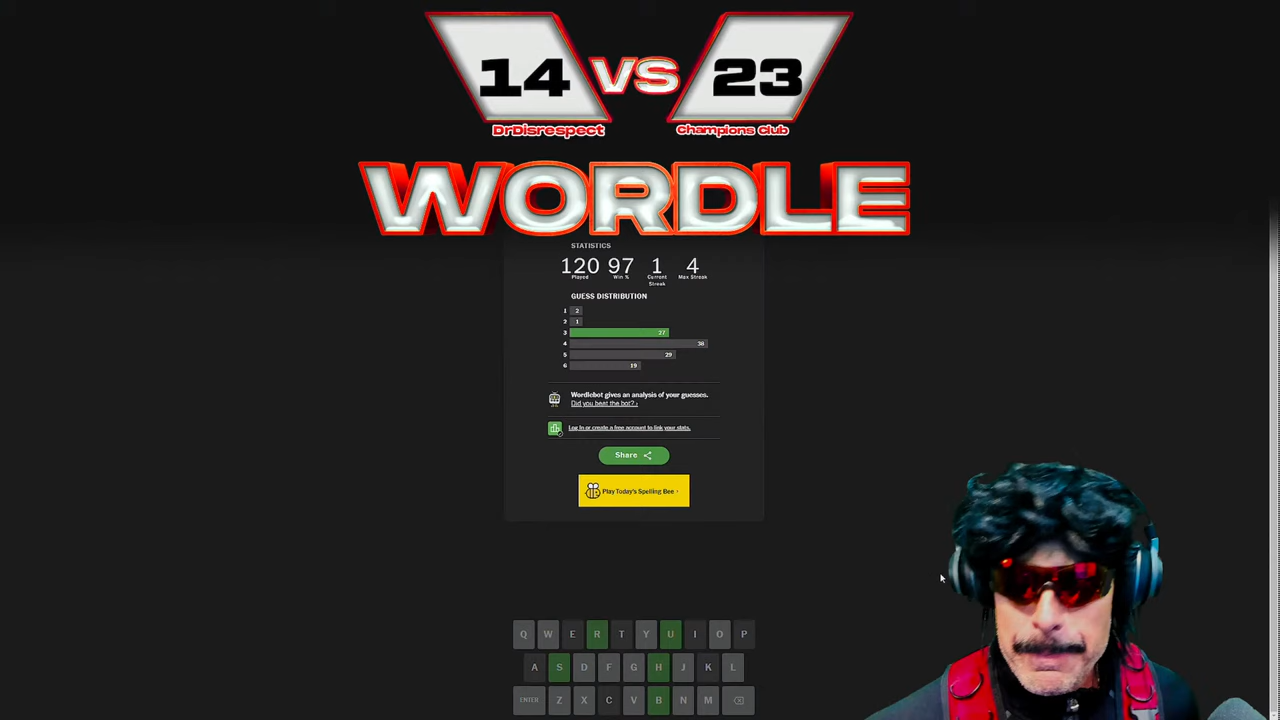 14 VS 23
DrDisrespect Champions Club
WORDLE
STATISTICS
120 97 1 4
Played Win % Current Streak Max Streak
GUESS DISTRIBUTION
1 2
2 1
3 27
4 38
5 29
6 19
Wordlebot gives an analysis of your guesses.
Did you beat the bot? ›
Log in or create a free account to link your stats.
Share
Play Today's Spelling Bee ›
Q W E R T Y U I O P
A S D F G H J K L
ENTER Z X C V B N M